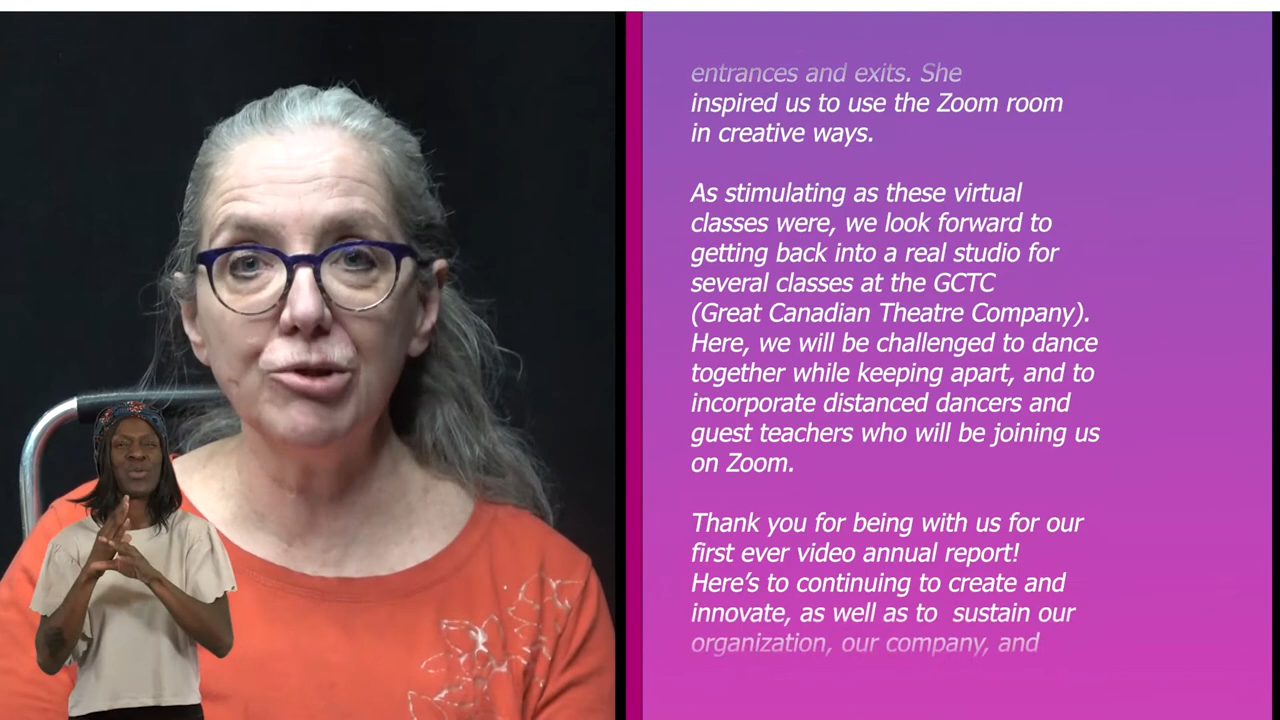 entrances and exits. She
inspired us to use the Zoom room
in creative ways.
As stimulating as these virtual
classes were, we look forward to
getting back into a real studio for
several classes at the GCTC
(Great Canadian Theatre Company).
Here, we will be challenged to dance
together while keeping apart, and to
incorporate distanced dancers and
guest teachers who will be joining us
on Zoom.
Thank you for being with us for our
first ever video annual report!
Here’s to continuing to create and
innovate, as well as to  sustain our
organization, our company, and